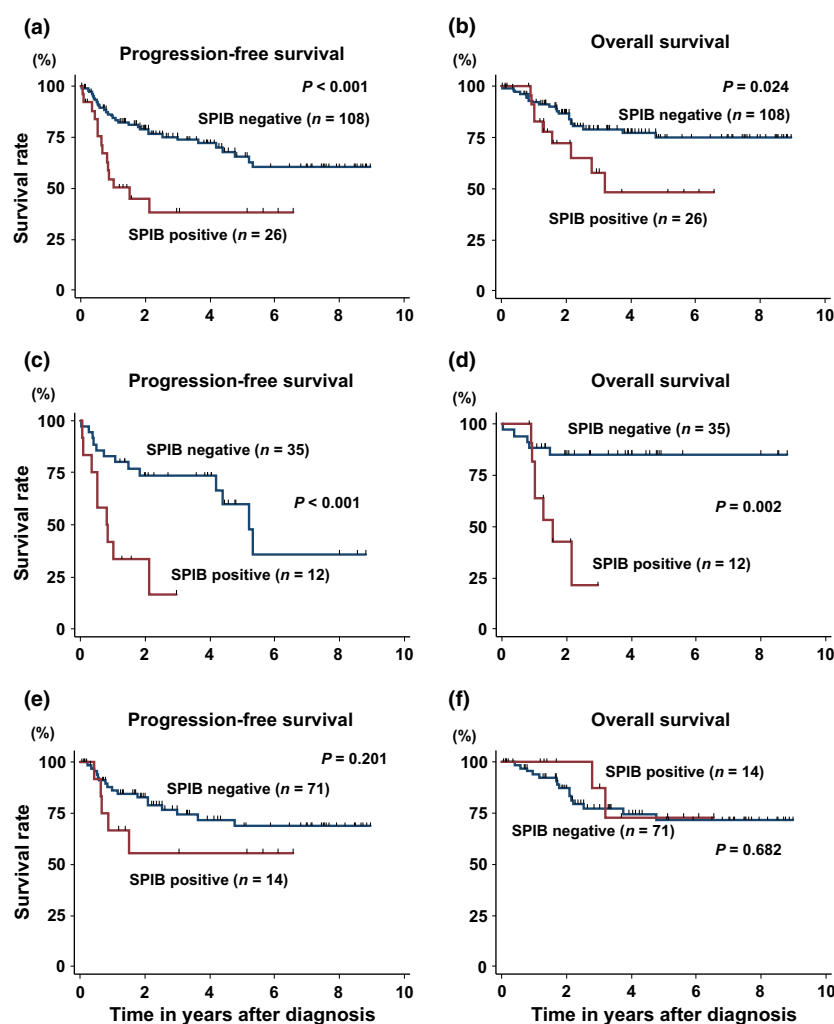 (a)
Progression-free survival
(%)
P < 0.001
100
SPIB negative (n = 108)
75
50
SPIB positive (n = 26)
25
0
Survival rate
0 2 4 6 8 10
(b)
Overall survival
(%)
P = 0.024
100
SPIB negative (n = 108)
75
50
SPIB positive (n = 26)
25
0
0 2 4 6 8 10
(c)
Progression-free survival
(%)
100
SPIB negative (n = 35)
75
P < 0.001
50
SPIB positive (n = 12)
25
0
Survival rate
0 2 4 6 8 10
(d)
Overall survival
(%)
100
SPIB negative (n = 35)
75
P = 0.002
50
SPIB positive (n = 12)
25
0
0 2 4 6 8 10
(e)
Progression-free survival
(%)
P = 0.201
100
SPIB negative (n = 71)
75
50
SPIB positive (n = 14)
25
0
Survival rate
0 2 4 6 8 10
Time in years after diagnosis
(f)
Overall survival
(%)
100
SPIB positive (n = 14)
75
SPIB negative (n = 71)
P = 0.682
50
25
0
0 2 4 6 8 10
Time in years after diagnosis